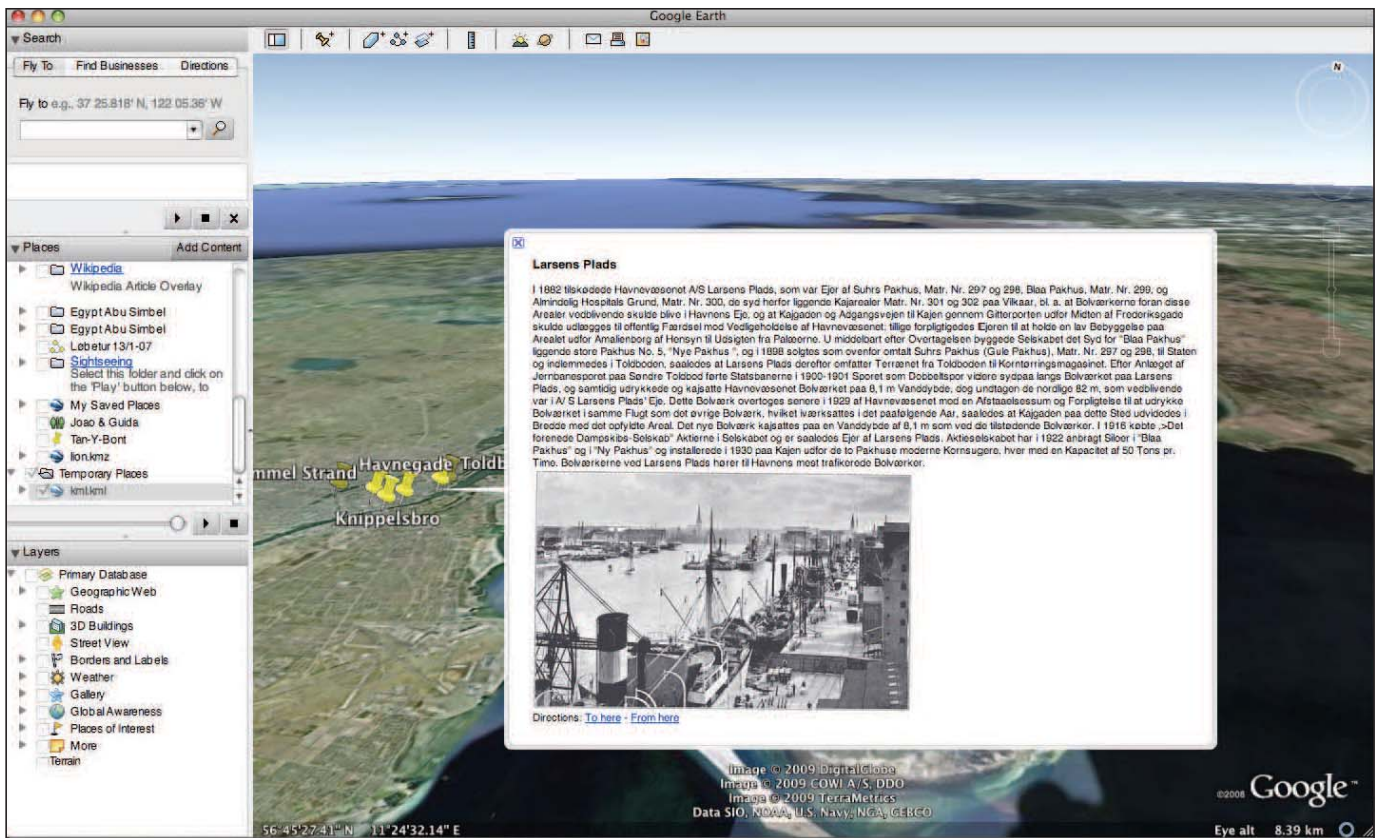 Google Earth
Search
Fly To Find Businesses Directions
Fly to e.g., 37 25.818' N, 122 05.36' W
Places Add Content
Wikipedia
Wikipedia Article Overlay
Egypt Abu Simbel
Egypt Abu Simbel
Løbetur 13/1-07
Sightseeing
Select this folder and click on
the 'Play' button below, to
My Saved Places
Joao & Guida
Tan-Y-Bont
lion.kmz
Temporary Places
kml.kml
Layers
Primary Database
Geographic Web
Roads
3D Buildings
Street View
Borders and Labels
Weather
Gallery
Global Awareness
Places of Interest
More
Terrain
N
mmel Strand Havnegade Toldb
Knippelsbro
Larsens Plads
I 1882 tilskødede Havnevæsenet A/S Larsens Plads, som var Ejer af Suhrs Pakhus, Matr. Nr. 297 og 298, Blaa Pakhus, Matr. Nr. 299, og
Almindelig Hospitals Grund, Matr. Nr. 300, de syd herfor liggende Kajarealer Matr. Nr. 301 og 302 paa Vilkaar, bl. a. at Bolværkerne foran disse
Arealer vedblivende skulde blive i Havnens Eje, og at Kajgaden og Adgangsvejen til Kajen gennem Gitterporten udfor Midten af Frederiksgade
skulde udlægges til offentlig Færdsel mod Vedligeholdelse af Havnevæsenet, tillige forpligtigedes Ejeren til at holde en lav Bebyggelse paa
Arealet udfor Amalienborg af Hensyn til Udsigten fra Palæerne. U middelbart efter Overtagelsen byggede Selskabet det Syd for "Blaa Pakhus"
liggende store Pakhus No. 5, "Nye Pakhus ", og i 1898 solgtes som ovenfor omtalt Suhrs Pakhus (Gule Pakhus), Matr. Nr. 297 og 298, til Staten
og indlemmedes i Toldboden, saaledes at Larsens Plads derefter omfatter Terrænet fra Toldboden til Korntørringsmagasinet. Efter Anlæget af
Jernbanesporet paa Søndre Toldbod førte Statsbanerne i 1900-1901 Sporet som Dobbeltspor videre sydpaa langs Bolværket paa Larsens
Plads, og samtidig udrykkede og kajsatte Havnevæsenet Bolværket paa 8,1 m Vanddybde, dog undtagen de nordlige 82 m, som vedblivende
var i A/ S Larsens Plads' Eje. Dette Bolværk overtoges senere i 1929 af Havnevæsenet mod en Afstaaelsessum og Forpligtelse til at udrykke
Bolværket i samme Flugt som det øvrige Bolværk, hvilket iværksattes i det paafølgende Aar, saaledes at Kajgaden paa dette Sted udvidedes i
Bredde med det opfyldte Areal. Det nye Bolværk kajsattes paa en Vanddybde af 8,1 m som ved de tilstødende Bolværker. I 1916 købte ,>Det
forenede Dampskibs-Selskab" Aktierne i Selskabet og er saaledes Ejer af Larsens Plads. Aktieselskabet har i 1922 anbragt Siloer i "Blaa
Pakhus" og i "Ny Pakhus" og installerede i 1930 paa Kajen udfor de to Pakhuse moderne Kornsugere, hver med en Kapacitet af 50 Tons pr.
Time. Bolværkerne ved Larsens Plads hører til Havnens mest trafikerede Bolværker.
Directions: To here - From here
Image © 2009 DigitalGlobe
Image © 2009 COWI A/S, DDO
Image © 2009 TerraMetrics
Data SIO, NOAA, U.S. Navy, NGA, GEBCO
©2008 Google™
56°45'27.41" N 11°24'32.14" E
Eye alt 8.39 km